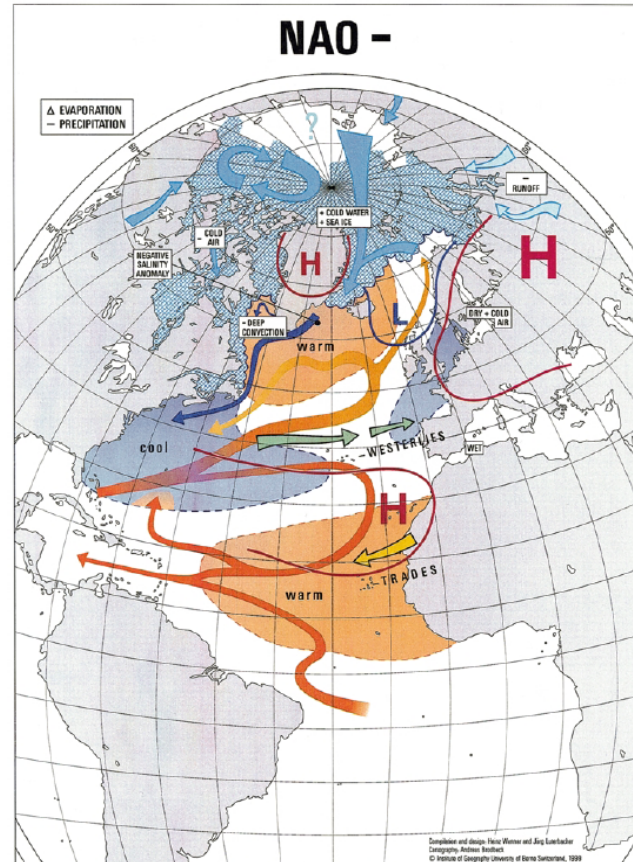 NAO -
△ EVAPORATION
– PRECIPITATION
?
– RUNOFF
+ COLD WATER
+ SEA ICE
– COLD
AIR
H
H
NEGATIVE
SALINITY
ANOMALY
L
– DEEP
CONVECTION
DRY + COLD
AIR
warm
cool
WESTERLIES
WET
H
TRADES
warm
Compilation and design: Heinz Wanner and Jürg Luterbacher
Cartography: Andreas Brodbeck
© Institute of Geography University of Berne Switzerland, 1999